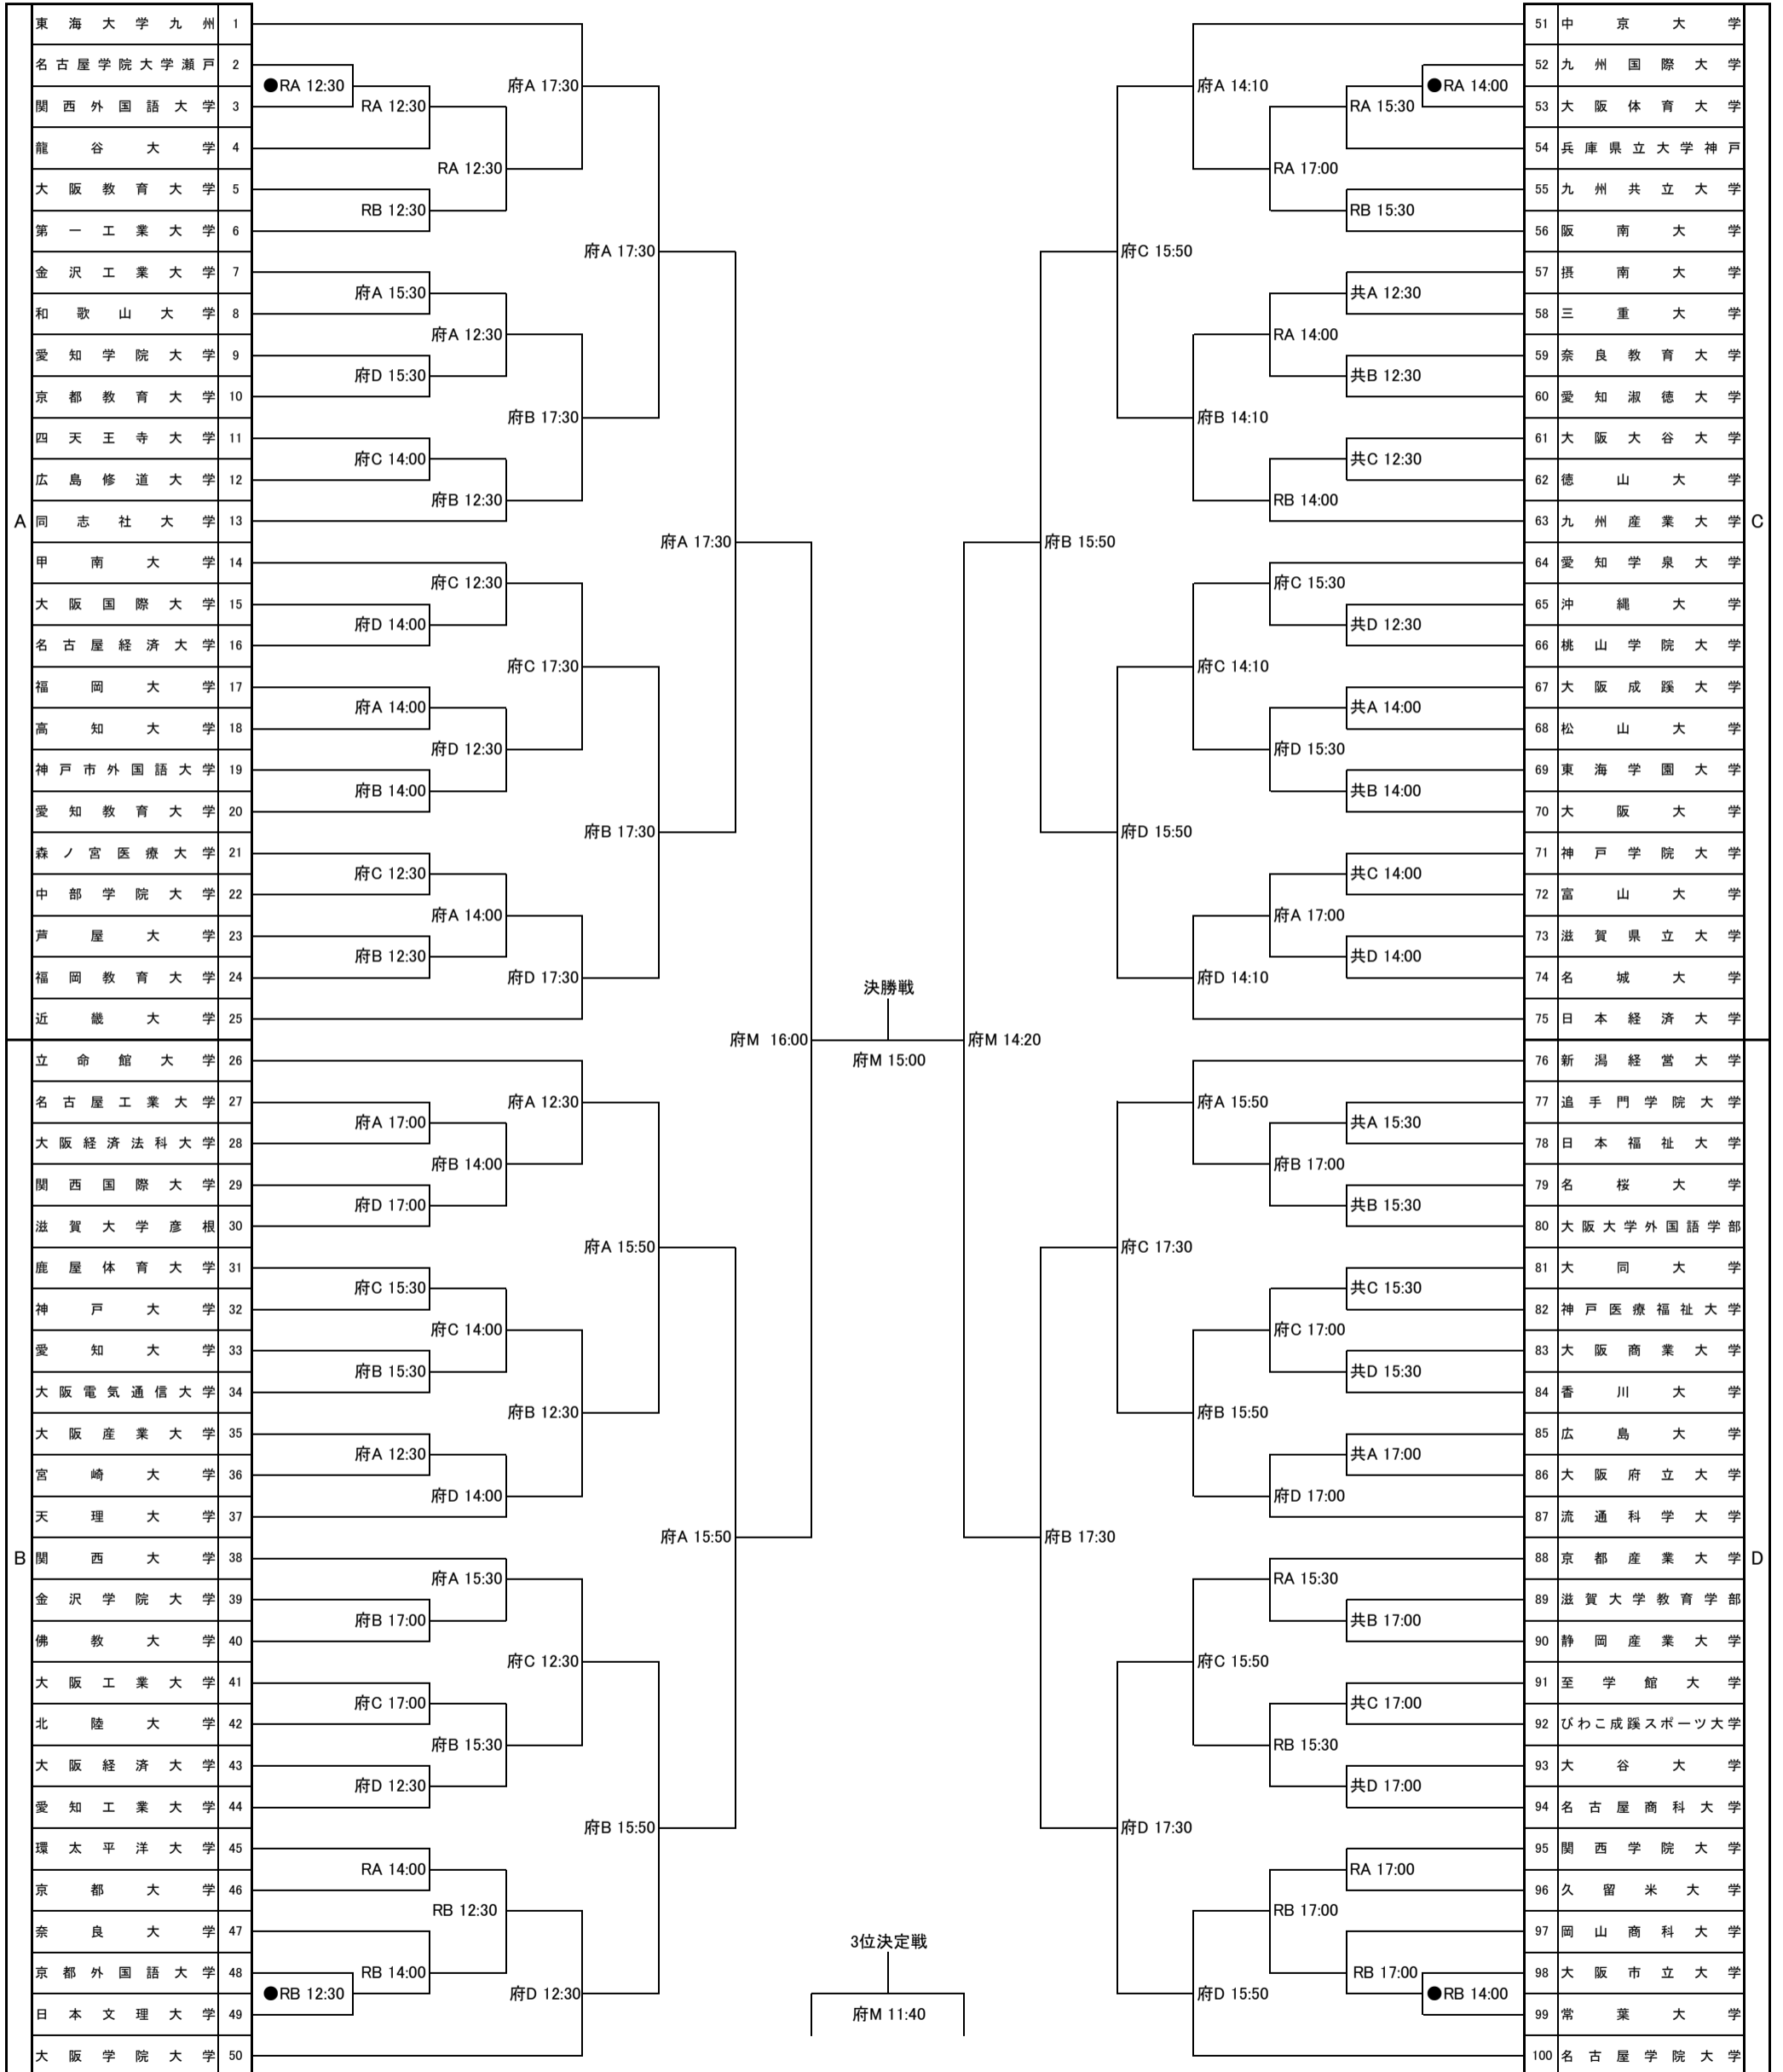 A
東海大学九州 1
名古屋学院大学瀬戸 2
関西外国語大学 3
龍谷大学 4
大阪教育大学 5
第一工業大学 6
金沢工業大学 7
和歌山大学 8
愛知学院大学 9
京都教育大学 10
四天王寺大学 11
広島修道大学 12
同志社大学 13
甲南大学 14
大阪国際大学 15
名古屋経済大学 16
福岡大学 17
高知大学 18
神戸市外国語大学 19
愛知教育大学 20
森ノ宮医療大学 21
中部学院大学 22
芦屋大学 23
福岡教育大学 24
近畿大学 25
B
立命館大学 26
名古屋工業大学 27
大阪経済法科大学 28
関西国際大学 29
滋賀大学彦根 30
鹿屋体育大学 31
神戸大学 32
愛知大学 33
大阪電気通信大学 34
大阪産業大学 35
宮崎大学 36
天理大学 37
関西大学 38
金沢学院大学 39
佛教大学 40
大阪工業大学 41
北陸大学 42
大阪経済大学 43
愛知工業大学 44
環太平洋大学 45
京都大学 46
奈良大学 47
京都外国語大学 48
日本文理大学 49
大阪学院大学 50
●RA 12:30
●RB 12:30
RA 12:30
RB 12:30
府A 15:30
府D 15:30
府C 14:00
府D 14:00
府A 14:00
府B 14:00
府C 12:30
府B 12:30
府A 17:00
府D 17:00
府C 15:30
府B 15:30
府A 12:30
府B 17:00
府C 17:00
府D 12:30
RA 14:00
RB 14:00
RA 12:30
府A 12:30
府B 12:30
府C 12:30
府D 12:30
府A 14:00
府B 14:00
府C 14:00
府D 14:00
府A 15:30
府B 15:30
RB 12:30
府A 17:30
府B 17:30
府C 17:30
府D 17:30
府A 12:30
府B 12:30
府C 12:30
府D 12:30
府A 17:30
府B 17:30
府A 15:50
府B 15:50
府A 17:30
府A 15:50
府M 16:00
決勝戦
府M 15:00
3位決定戦
府M 11:40
府M 14:20
府B 15:50
府B 17:30
府C 15:50
府D 15:50
府C 17:30
府D 17:30
府A 14:10
府B 14:10
府C 14:10
府D 14:10
府A 15:50
府B 15:50
府C 15:50
府D 15:50
RA 17:00
RA 14:00
RB 14:00
府C 15:30
府D 15:30
府A 17:00
府B 17:00
府C 17:00
府D 17:00
RA 15:30
RB 15:30
RB 17:00
RA 15:30
RB 15:30
共A 12:30
共B 12:30
共C 12:30
共D 12:30
共A 14:00
共B 14:00
共C 14:00
共D 14:00
共A 15:30
共B 15:30
共C 15:30
共D 15:30
共A 17:00
共B 17:00
共C 17:00
共D 17:00
RA 17:00
RB 17:00
●RA 14:00
●RB 14:00
51 中京大学
52 九州国際大学
53 大阪体育大学
54 兵庫県立大学神戸
55 九州共立大学
56 阪南大学
57 摂南大学
58 三重大学
59 奈良教育大学
60 愛知淑徳大学
61 大阪大谷大学
62 徳山大学
63 九州産業大学
64 愛知学泉大学
65 沖縄大学
66 桃山学院大学
67 大阪成蹊大学
68 松山大学
69 東海学園大学
70 大阪大学
71 神戸学院大学
72 富山大学
73 滋賀県立大学
74 名城大学
75 日本経済大学
C
76 新潟経営大学
77 追手門学院大学
78 日本福祉大学
79 名桜大学
80 大阪大学外国語学部
81 大同大学
82 神戸医療福祉大学
83 大阪商業大学
84 香川大学
85 広島大学
86 大阪府立大学
87 流通科学大学
88 京都産業大学
89 滋賀大学教育学部
90 静岡産業大学
91 至学館大学
92 びわこ成蹊スポーツ大学
93 大谷大学
94 名古屋商科大学
95 関西学院大学
96 久留米大学
97 岡山商科大学
98 大阪市立大学
99 常葉大学
100 名古屋学院大学
D